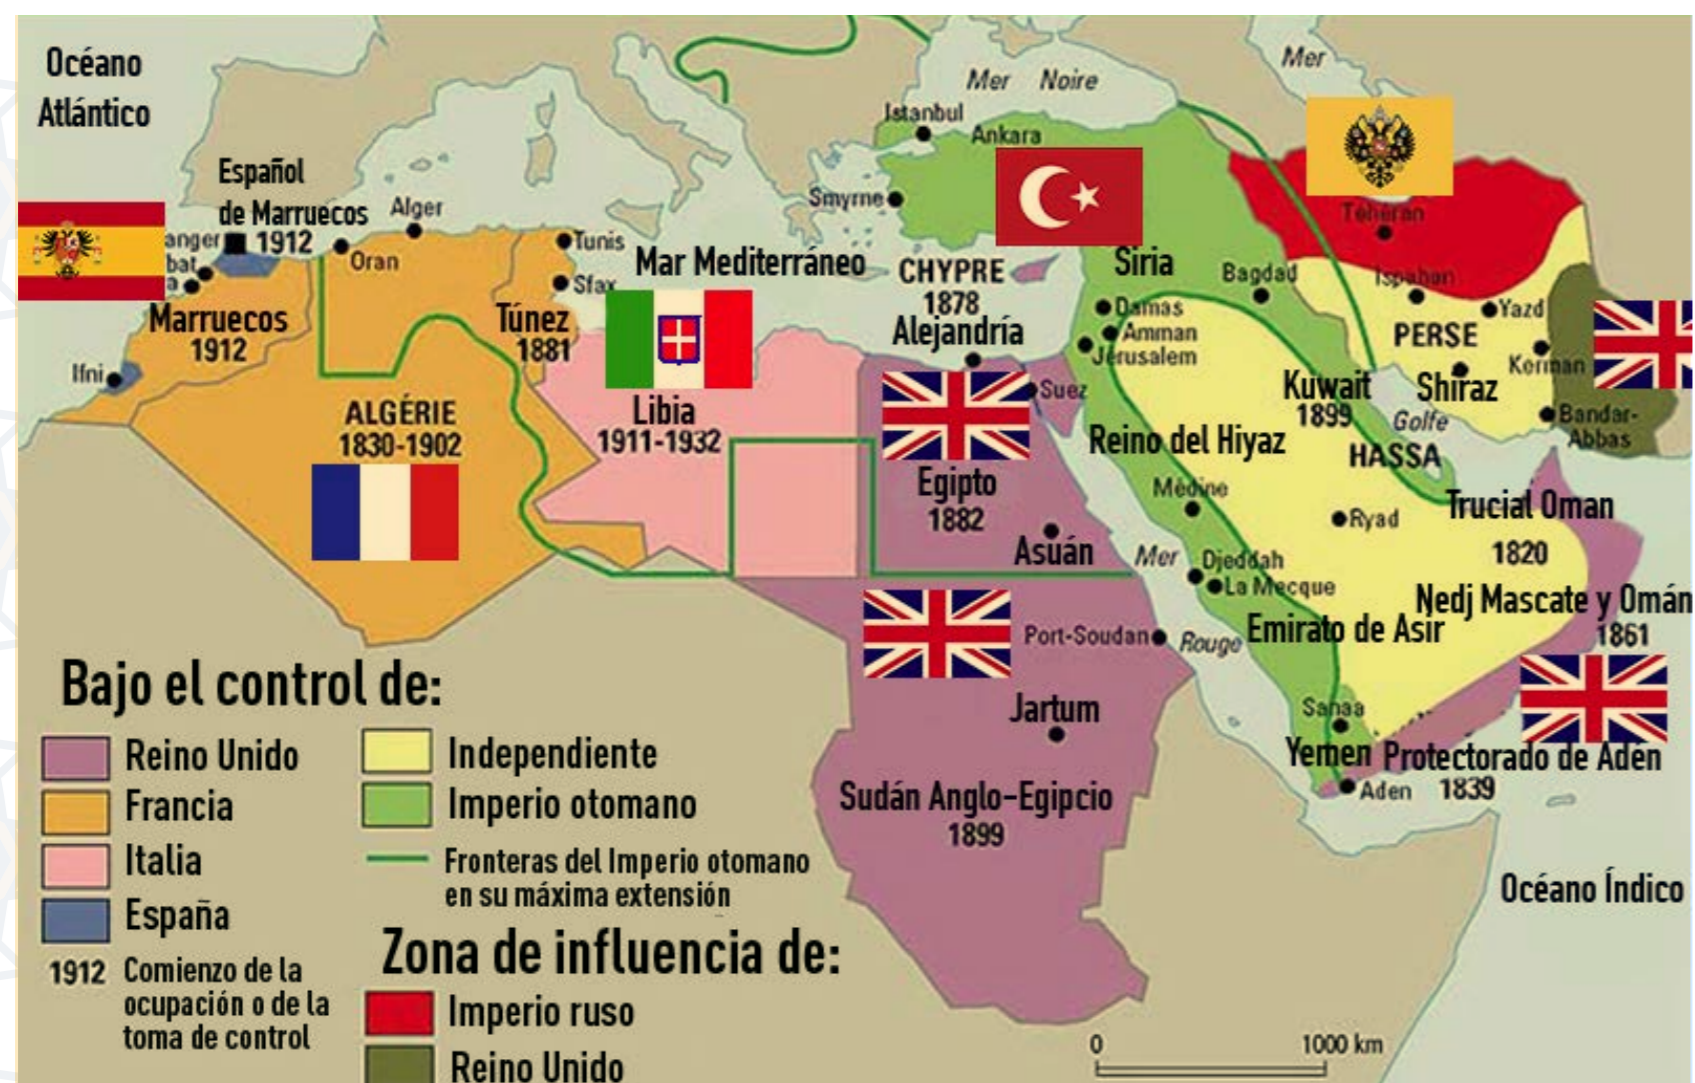 Océano
Atlántico
Mer
Mer Noire
Istanbul
Ankara
Smyrne
Español
de Marruecos
1912
Alger
anger
bat
a
Oran
Tunis
Sfax
Mar Mediterráneo
CHYPRE
1878
Siria
Bagdad
Téhéran
Ispahan
Yazd
PERSE
Kerman
Shiraz
Bandar-
Abbas
Marruecos
1912
Túnez
1881
Alejandría
Damas
Amman
Jérusalem
Ifni
Suez
Kuwait
1899
Golfe
HASSA
ALGÉRIE
1830-1902
Libia
1911-1932
Reino del Hiyaz
Egipto
1882
Médine
Ryad
Trucial Oman
1820
Asuán
Mer
Rouge
Djeddah
La Mecque
Nedj Mascate y Omán
1861
Emirato de Asir
Port-Soudan
Jartum
Sanaa
Yemen
Protectorado de Adén
1839
Aden
Sudán Anglo-Egipcio
1899
Océano Índico
Bajo el control de:
Reino Unido
Francia
Italia
España
1912 Comienzo de la
ocupación o de la
toma de control
Independiente
Imperio otomano
Fronteras del Imperio otomano
en su máxima extensión
Zona de influencia de:
Imperio ruso
Reino Unido
0 1000 km